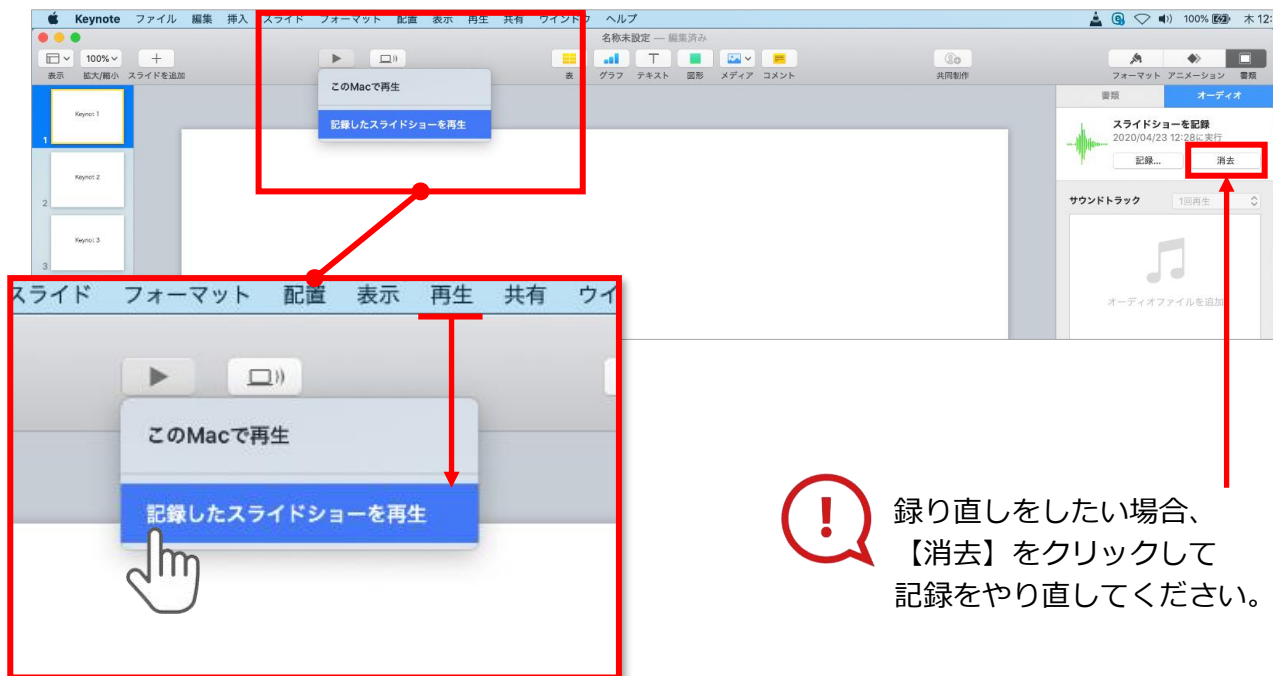 Keynote ファイル 編集 挿入 スライド フォーマット 配置 表示 再生 共有 ウインドウ ヘルプ 100% 木 12:
名称未設定 — 編集済み
100%
表示 拡大/縮小 スライドを追加 表 グラフ テキスト 図形 メディア コメント 共同制作 フォーマット アニメーション 書類
このMacで再生
記録したスライドショーを再生
書類 オーディオ
スライドショーを記録
2020/04/23 12:28に実行
記録... 消去
サウンドトラック 1回再生
オーディオファイルを追加
Keynot 1
1
Keynot 2
2
Keynot 3
3
スライド フォーマット 配置 表示 再生 共有 ウイ
このMacで再生
記録したスライドショーを再生
録り直しをしたい場合、
【消去】をクリックして
記録をやり直してください。